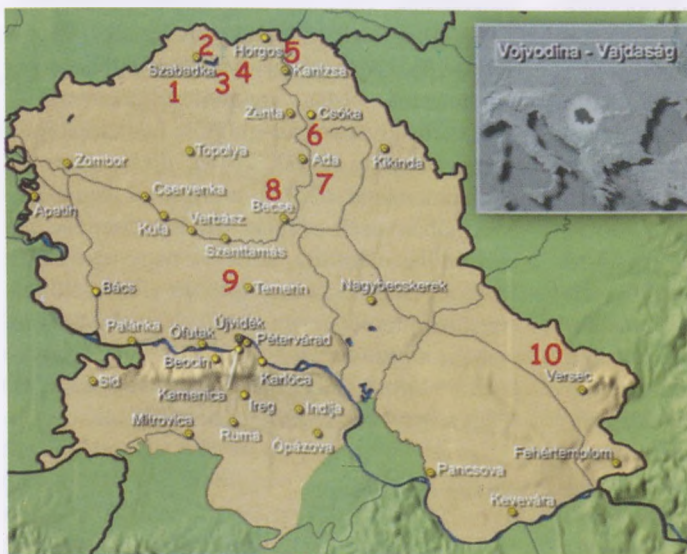 Vojvodina - Vajdaság
Horgos
2
5
Szabadka
3
4
Kanizsa
1
Zenta
Csóka
6
Topolya
Ada
Kikinda
Zombor
7
Cservenka
8
Apatin
Becse
Kula
Verbász
Szenttamás
9
Temerin
Nagybecskerek
Bács
Újvidék
Palánka
Ófutak
Pétervárad
Beocin
Karlóca
10
Versec
Sid
Kamenica
Ireg
Indija
Mitrovica
Ruma
Ópázova
Pancsova
Fehértemplom
Kevevára